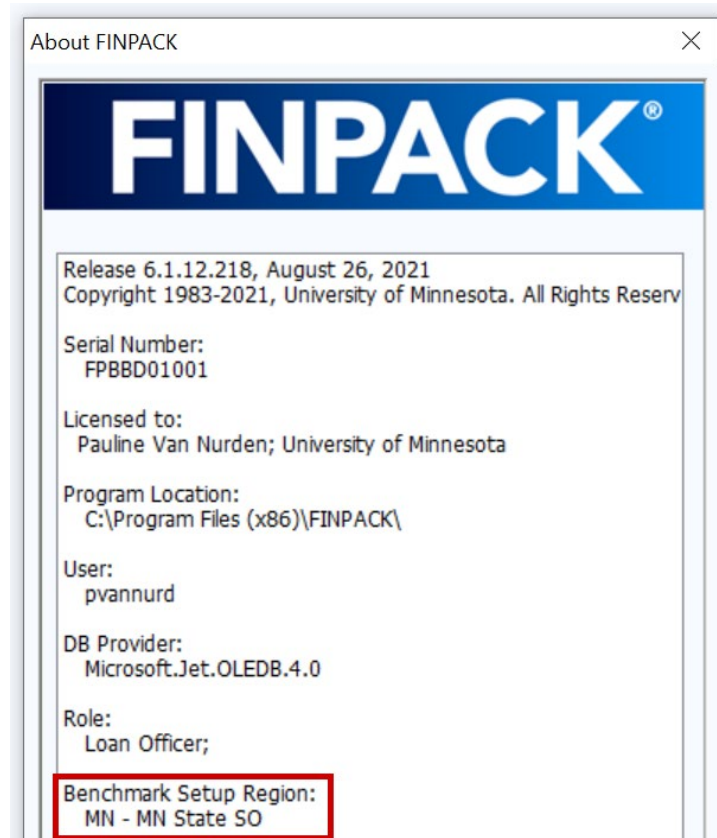 About FINPACK
FINPACK®
Release 6.1.12.218, August 26, 2021
Copyright 1983-2021, University of Minnesota. All Rights Reserv
Serial Number:
FPBBD01001
Licensed to:
Pauline Van Nurden; University of Minnesota
Program Location:
C:\Program Files (x86)\FINPACK\
User:
pvannurd
DB Provider:
Microsoft.Jet.OLEDB.4.0
Role:
Loan Officer;
Benchmark Setup Region:
MN - MN State SO